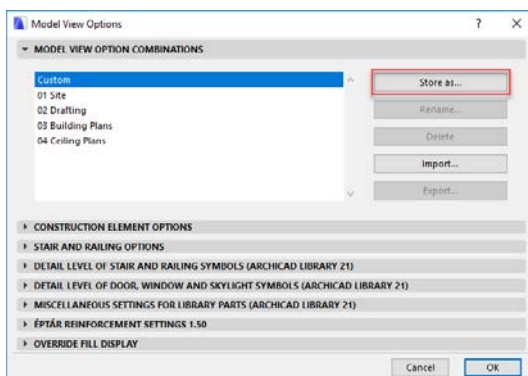 Model View Options
?
MODEL VIEW OPTION COMBINATIONS
Custom
01 Site
02 Drafting
03 Building Plans
04 Ceiling Plans
Store as...
Rename...
Delete
Import...
Export...
CONSTRUCTION ELEMENT OPTIONS
STAIR AND RAILING OPTIONS
DETAIL LEVEL OF STAIR AND RAILING SYMBOLS (ARCHICAD LIBRARY 21)
DETAIL LEVEL OF DOOR, WINDOW AND SKYLIGHT SYMBOLS (ARCHICAD LIBRARY 21)
MISCELLANEOUS SETTINGS FOR LIBRARY PARTS (ARCHICAD LIBRARY 21)
ÉPTÁR REINFORCEMENT SETTINGS 1.50
OVERRIDE FILL DISPLAY
Cancel
OK